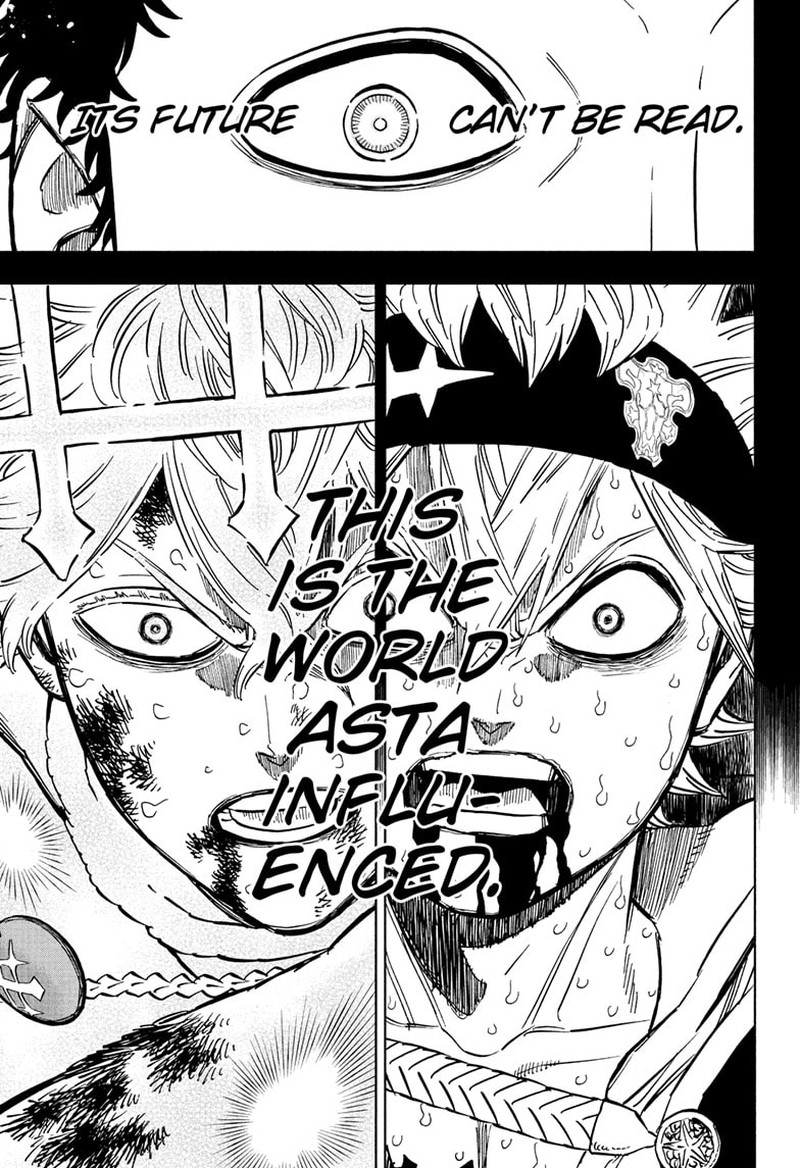 ITS FUTURE CAN'T BE READ.
THIS
IS THE
WORLD
ASTA
INFLU-
ENCED.